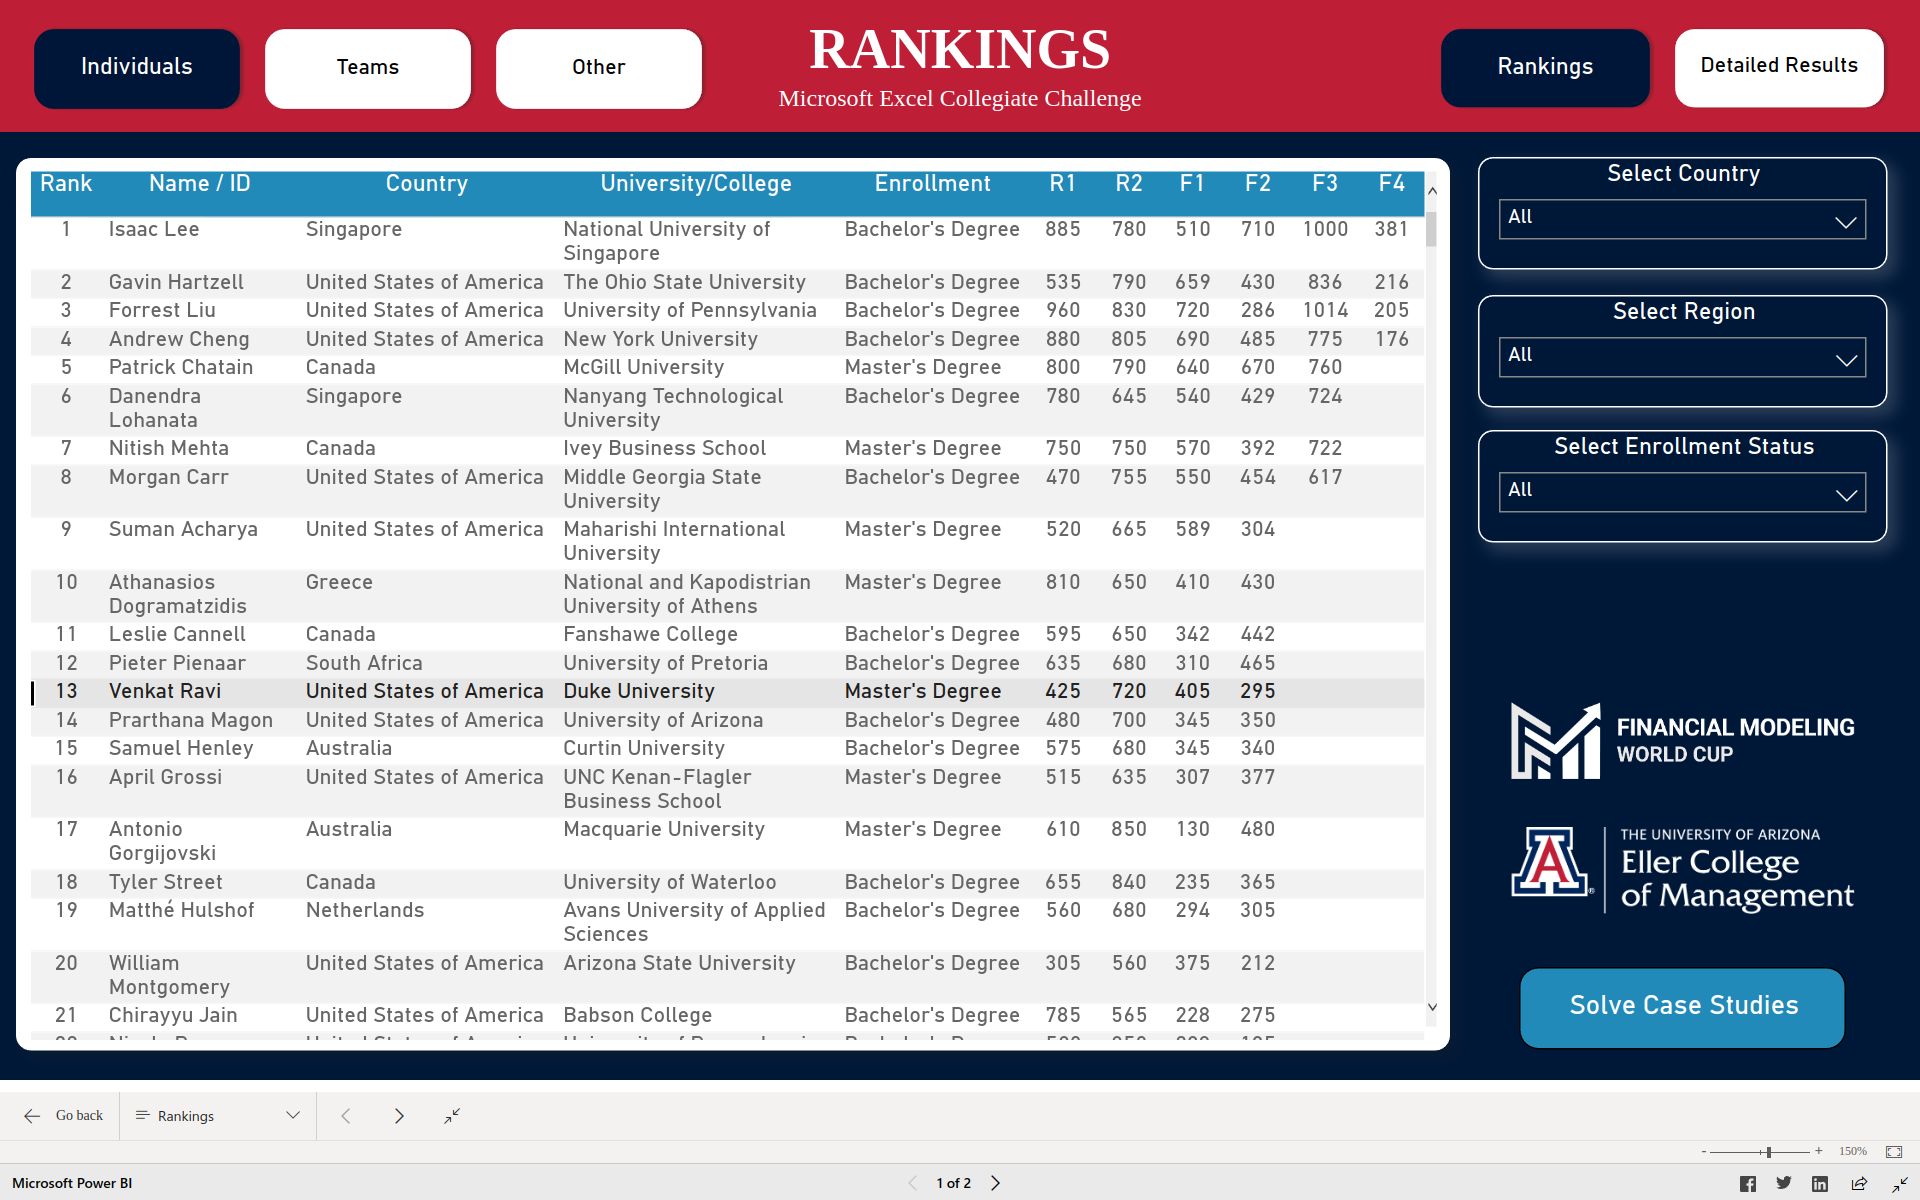 Individuals
Teams
Other
RANKINGS
Microsoft Excel Collegiate Challenge
Rankings
Detailed Results
Rank Name / ID Country University/College Enrollment R1 R2 F1 F2 F3 F4
1 Isaac Lee Singapore National University of Singapore Bachelor's Degree 885 780 510 710 1000 381
2 Gavin Hartzell United States of America The Ohio State University Bachelor's Degree 535 790 659 430 836 216
3 Forrest Liu United States of America University of Pennsylvania Bachelor's Degree 960 830 720 286 1014 205
4 Andrew Cheng United States of America New York University Bachelor's Degree 880 805 690 485 775 176
5 Patrick Chatain Canada McGill University Master's Degree 800 790 640 670 760
6 Danendra Lohanata Singapore Nanyang Technological University Bachelor's Degree 780 645 540 429 724
7 Nitish Mehta Canada Ivey Business School Master's Degree 750 750 570 392 722
8 Morgan Carr United States of America Middle Georgia State University Bachelor's Degree 470 755 550 454 617
9 Suman Acharya United States of America Maharishi International University Master's Degree 520 665 589 304
10 Athanasios Dogramatzidis Greece National and Kapodistrian University of Athens Master's Degree 810 650 410 430
11 Leslie Cannell Canada Fanshawe College Bachelor's Degree 595 650 342 442
12 Pieter Pienaar South Africa University of Pretoria Bachelor's Degree 635 680 310 465
13 Venkat Ravi United States of America Duke University Master's Degree 425 720 405 295
14 Prarthana Magon United States of America University of Arizona Bachelor's Degree 480 700 345 350
15 Samuel Henley Australia Curtin University Bachelor's Degree 575 680 345 340
16 April Grossi United States of America UNC Kenan-Flagler Business School Master's Degree 515 635 307 377
17 Antonio Gorgijovski Australia Macquarie University Master's Degree 610 850 130 480
18 Tyler Street Canada University of Waterloo Bachelor's Degree 655 840 235 365
19 Matthé Hulshof Netherlands Avans University of Applied Sciences Bachelor's Degree 560 680 294 305
20 William Montgomery United States of America Arizona State University Bachelor's Degree 305 560 375 212
21 Chirayyu Jain United States of America Babson College Bachelor's Degree 785 565 228 275
Select Country
All
Select Region
All
Select Enrollment Status
All
FINANCIAL MODELING
WORLD CUP
THE UNIVERSITY OF ARIZONA
Eller College
of Management
Solve Case Studies
Go back
Rankings
- + 150%
Microsoft Power BI
1 of 2